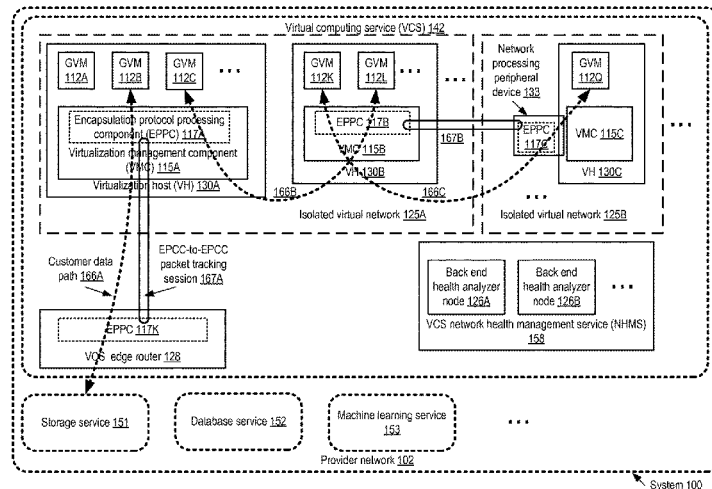 Virtual computing service (VCS) 142
GVM
112A
GVM
112B
GVM
112C
...
Encapsulation protocol processing
component (EPPC) 117A
Virtualization management component
(VMC) 115A
Virtualization host (VH) 130A
GVM
112K
GVM
112L
...
EPPC 117B
VMC 115B
VH 130B
167B
166B
166C
Isolated virtual network 125A
Network
processing
peripheral
device 133
GVM
112Q
EPPC
117C
VMC 115C
VH 130C
...
...
Isolated virtual network 125B
Customer data
path 166A
EPCC-to-EPCC
packet tracking
session 167A
EPPC 117K
VCS edge router 128
Back end
health analyzer
node 126A
Back end
health analyzer
node 126B
...
VCS network health management service (NHMS)
158
Storage service 151
Database service 152
Machine learning service
153
...
Provider network 102
System 100